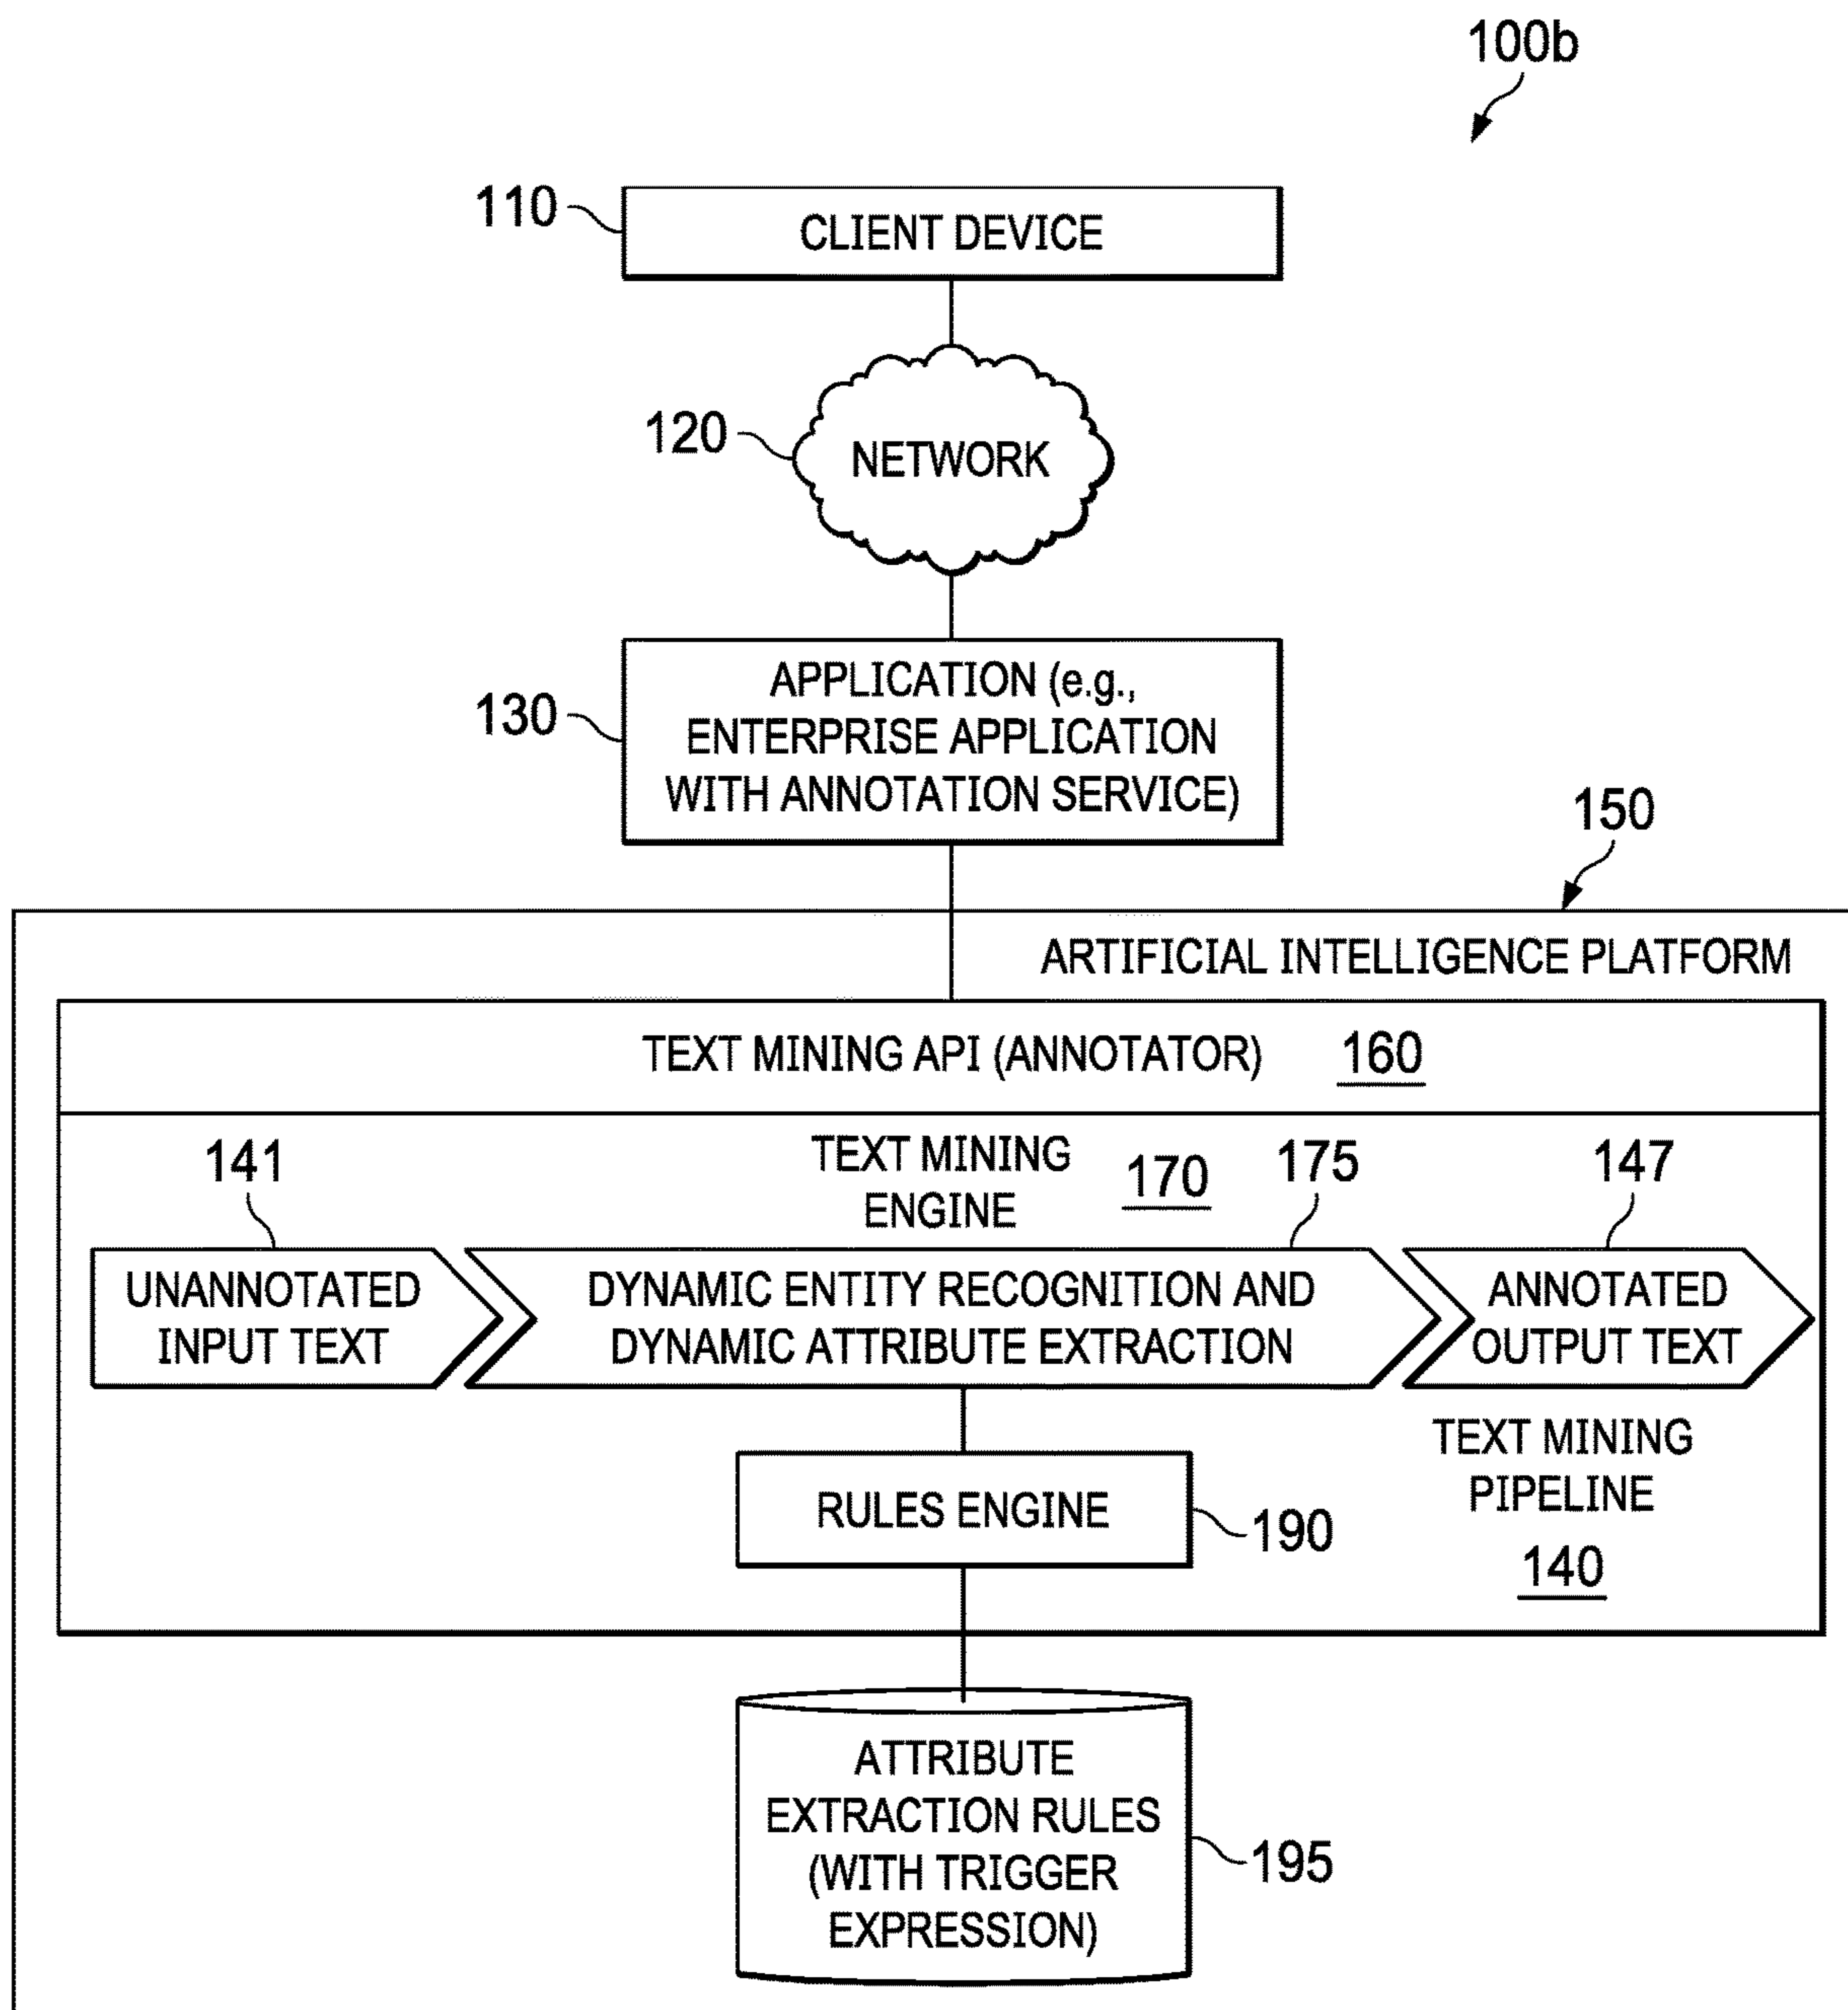 100b
110
CLIENT DEVICE
120
NETWORK
130
APPLICATION (e.g.,
ENTERPRISE APPLICATION
WITH ANNOTATION SERVICE)
150
ARTIFICIAL INTELLIGENCE PLATFORM
TEXT MINING API (ANNOTATOR) 160
141
TEXT MINING
ENGINE
170
175
147
UNANNOTATED
INPUT TEXT
DYNAMIC ENTITY RECOGNITION AND
DYNAMIC ATTRIBUTE EXTRACTION
ANNOTATED
OUTPUT TEXT
RULES ENGINE
190
TEXT MINING
PIPELINE
140
ATTRIBUTE
EXTRACTION RULES
(WITH TRIGGER
EXPRESSION)
195